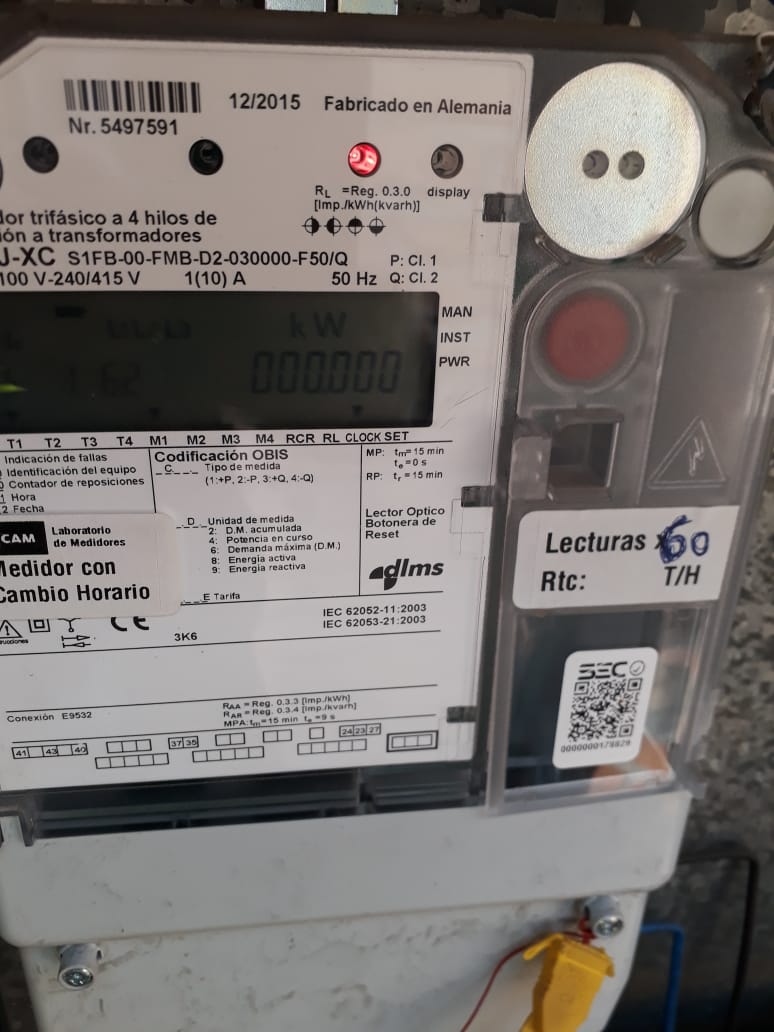 12/2015 Fabricado en Alemania
Nr. 5497591
RL =Reg. 0.3.0 display
[Imp./kWh(kvarh)]
dor trifásico a 4 hilos de
ión a transformadores
J-XC S1FB-00-FMB-D2-030000-F50/Q P: Cl. 1
100 V-240/415 V 1(10) A 50 Hz Q: Cl. 2
kW
000.000
MAN
INST
PWR
T1 T2 T3 T4 M1 M2 M3 M4 RCR RL CLOCK SET
Indicación de fallas
Identificación del equipo
Contador de reposiciones
Hora
2 Fecha
Codificación OBIS
_ C _._ _ Tipo de medida
(1:+P, 2:-P, 3:+Q, 4:-Q)
_._ D _ Unidad de medida
2: D.M. acumulada
4: Potencia en curso
6: Demanda máxima (D.M.)
8: Energía activa
9: Energía reactiva
_._ _ E Tarifa
MP: tm= 15 min
te= 0 s
RP: tr= 15 min
Lector Optico
Botonera de
Reset
dlms
CAM Laboratorio
de Medidores
Medidor con
Cambio Horario
Lecturas x60
Rtc: T/H
CE
3K6
IEC 62052-11:2003
IEC 62053-21:2003
SEC
Conexión E9532
RAA = Reg. 0.3.3 [Imp./kWh]
RAR = Reg. 0.3.4 [Imp./kvarh]
MPA: tm=15 min te=9 s
41 43 40 37 35 24 23 27